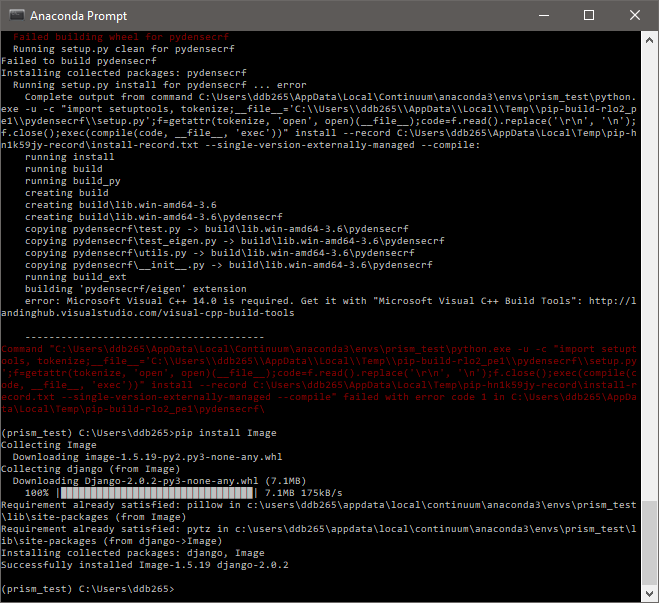 Anaconda Prompt
Failed building wheel for pydensecrf
Running setup.py clean for pydensecrf
Failed to build pydensecrf
Installing collected packages: pydensecrf
Running setup.py install for pydensecrf ... error
Complete output from command C:\Users\ddb265\AppData\Local\Continuum\anaconda3\envs\prism_test\python.
exe -u -c "import setuptools, tokenize;__file__='C:\\Users\\ddb265\\AppData\\Local\\Temp\\pip-build-rlo2_p
el\\pydensecrf\\setup.py';f=getattr(tokenize, 'open', open)(__file__);code=f.read().replace('\r\n', '\n');
f.close();exec(compile(code, __file__, 'exec'))" install --record C:\Users\ddb265\AppData\Local\Temp\pip-h
n1k59jy-record\install-record.txt --single-version-externally-managed --compile:
running install
running build
running build_py
creating build
creating build\lib.win-amd64-3.6
creating build\lib.win-amd64-3.6\pydensecrf
copying pydensecrf\test.py -> build\lib.win-amd64-3.6\pydensecrf
copying pydensecrf\test_eigen.py -> build\lib.win-amd64-3.6\pydensecrf
copying pydensecrf\utils.py -> build\lib.win-amd64-3.6\pydensecrf
copying pydensecrf\__init__.py -> build\lib.win-amd64-3.6\pydensecrf
running build_ext
building 'pydensecrf/eigen' extension
error: Microsoft Visual C++ 14.0 is required. Get it with "Microsoft Visual C++ Build Tools": http://l
andinghub.visualstudio.com/visual-cpp-build-tools
----------------------------------------
Command "C:\Users\ddb265\AppData\Local\Continuum\anaconda3\envs\prism_test\python.exe -u -c "import setupt
ools, tokenize;__file__='C:\\Users\\ddb265\\AppData\\Local\\Temp\\pip-build-rlo2_pel\\pydensecrf\\setup.py
';f=getattr(tokenize, 'open', open)(__file__);code=f.read().replace('\r\n', '\n');f.close();exec(compile(c
ode, __file__, 'exec'))" install --record C:\Users\ddb265\AppData\Local\Temp\pip-hn1k59jy-record\install-r
ecord.txt --single-version-externally-managed --compile" failed with error code 1 in C:\Users\ddb265\AppDa
ta\Local\Temp\pip-build-rlo2_pel\pydensecrf\
(prism_test) C:\Users\ddb265>pip install Image
Collecting Image
Downloading image-1.5.19-py2.py3-none-any.whl
Collecting django (from Image)
Downloading Django-2.0.2-py3-none-any.whl (7.1MB)
100% || 7.1MB 175kB/s
Requirement already satisfied: pillow in c:\users\ddb265\appdata\local\continuum\anaconda3\envs\prism_test
\lib\site-packages (from Image)
Requirement already satisfied: pytz in c:\users\ddb265\appdata\local\continuum\anaconda3\envs\prism_test\l
ib\site-packages (from django->Image)
Installing collected packages: django, Image
Successfully installed Image-1.5.19 django-2.0.2
(prism_test) C:\Users\ddb265>